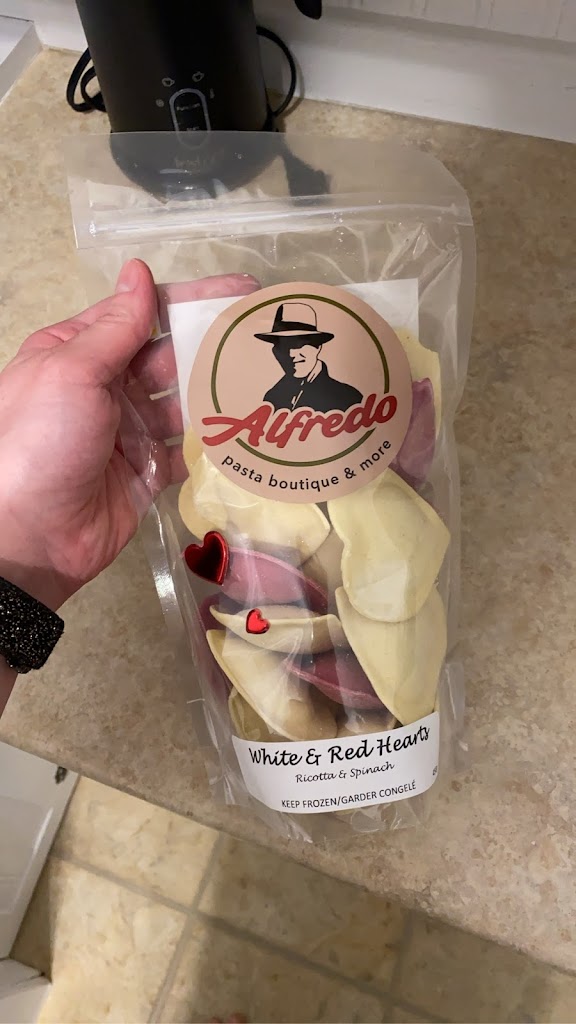 Alfredo
pasta boutique & more
White & Red Hearts
Ricotta & Spinach
KEEP FROZEN/GARDER CONGELÉ